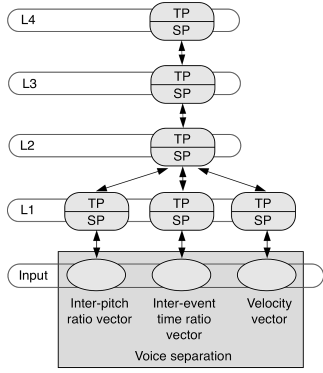 L4 TP
SP
L3 TP
SP
L2 TP
SP
L1 TP TP TP
SP SP SP
Input
Inter-pitch Inter-event Velocity
ratio vector time ratio vector
vector
Voice separation